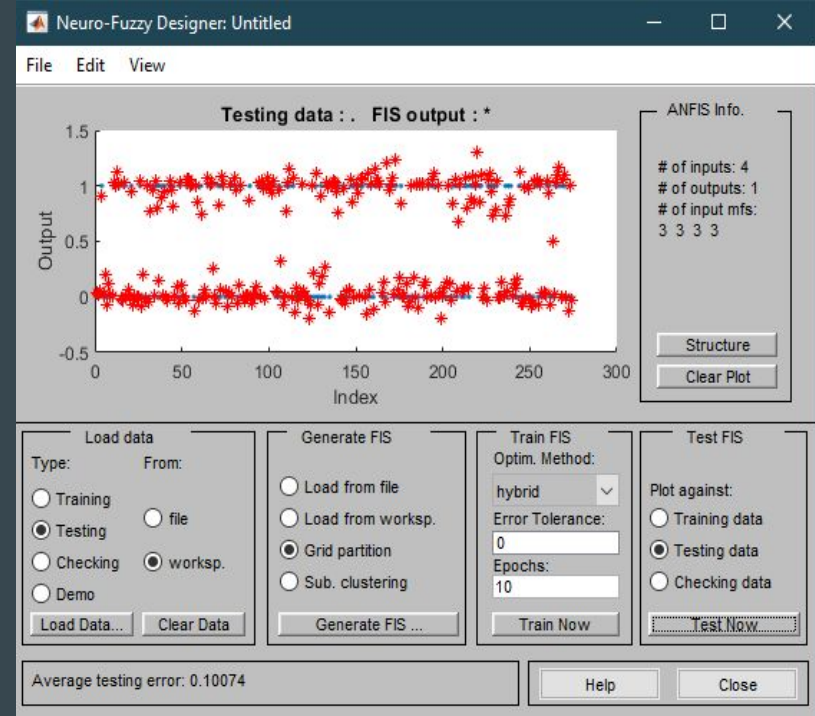 Neuro-Fuzzy Designer: Untitled
File Edit View
Testing data : . FIS output : *
1.5
1
0.5
0
-0.5
Output
0 50 100 150 200 250 300
Index
ANFIS Info.
# of inputs: 4
# of outputs: 1
# of input mfs:
3 3 3 3
Structure
Clear Plot
Load data
Type: From:
Training
Testing
Checking
Demo
file
worksp.
Load Data... Clear Data
Generate FIS
Load from file
Load from worksp.
Grid partition
Sub. clustering
Generate FIS ...
Train FIS
Optim. Method:
hybrid
Error Tolerance:
0
Epochs:
10
Train Now
Test FIS
Plot against:
Training data
Testing data
Checking data
Test Now
Average testing error: 0.10074
Help Close